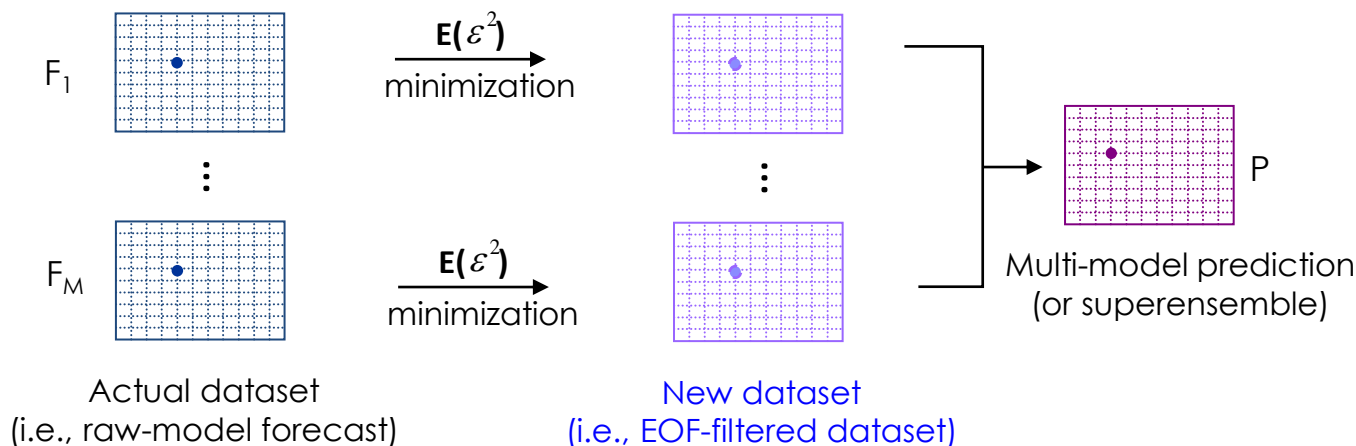 F1
E(ε²)
minimization
⋮
⋮
P
FM
E(ε²)
minimization
Multi-model prediction
(or superensemble)
Actual dataset
(i.e., raw-model forecast)
New dataset
(i.e., EOF-filtered dataset)